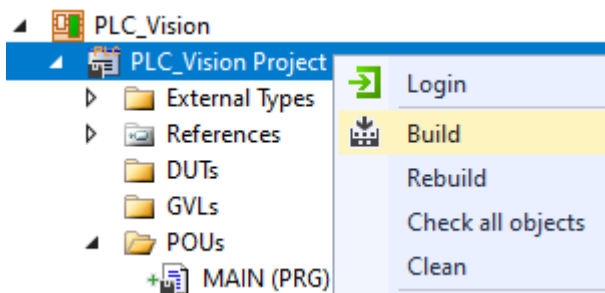 PLC_Vision
PLC_Vision Project
External Types
References
DUTs
GVLs
POUs
MAIN (PRG)
Login
Build
Rebuild
Check all objects
Clean